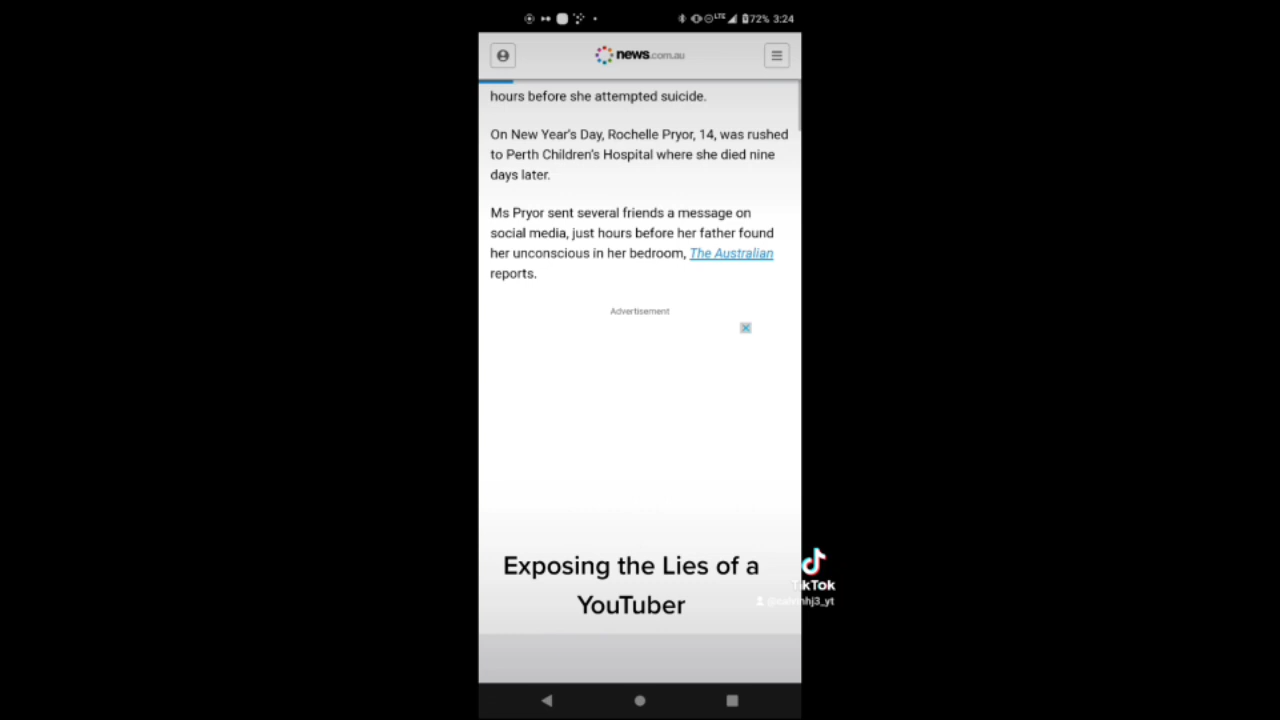 72% 3:24
news.com.au
hours before she attempted suicide.
On New Year's Day, Rochelle Pryor, 14, was rushed
to Perth Children's Hospital where she died nine
days later.
Ms Pryor sent several friends a message on
social media, just hours before her father found
her unconscious in her bedroom, The Australian
reports.
Advertisement
Exposing the Lies of a
YouTuber
TikTok